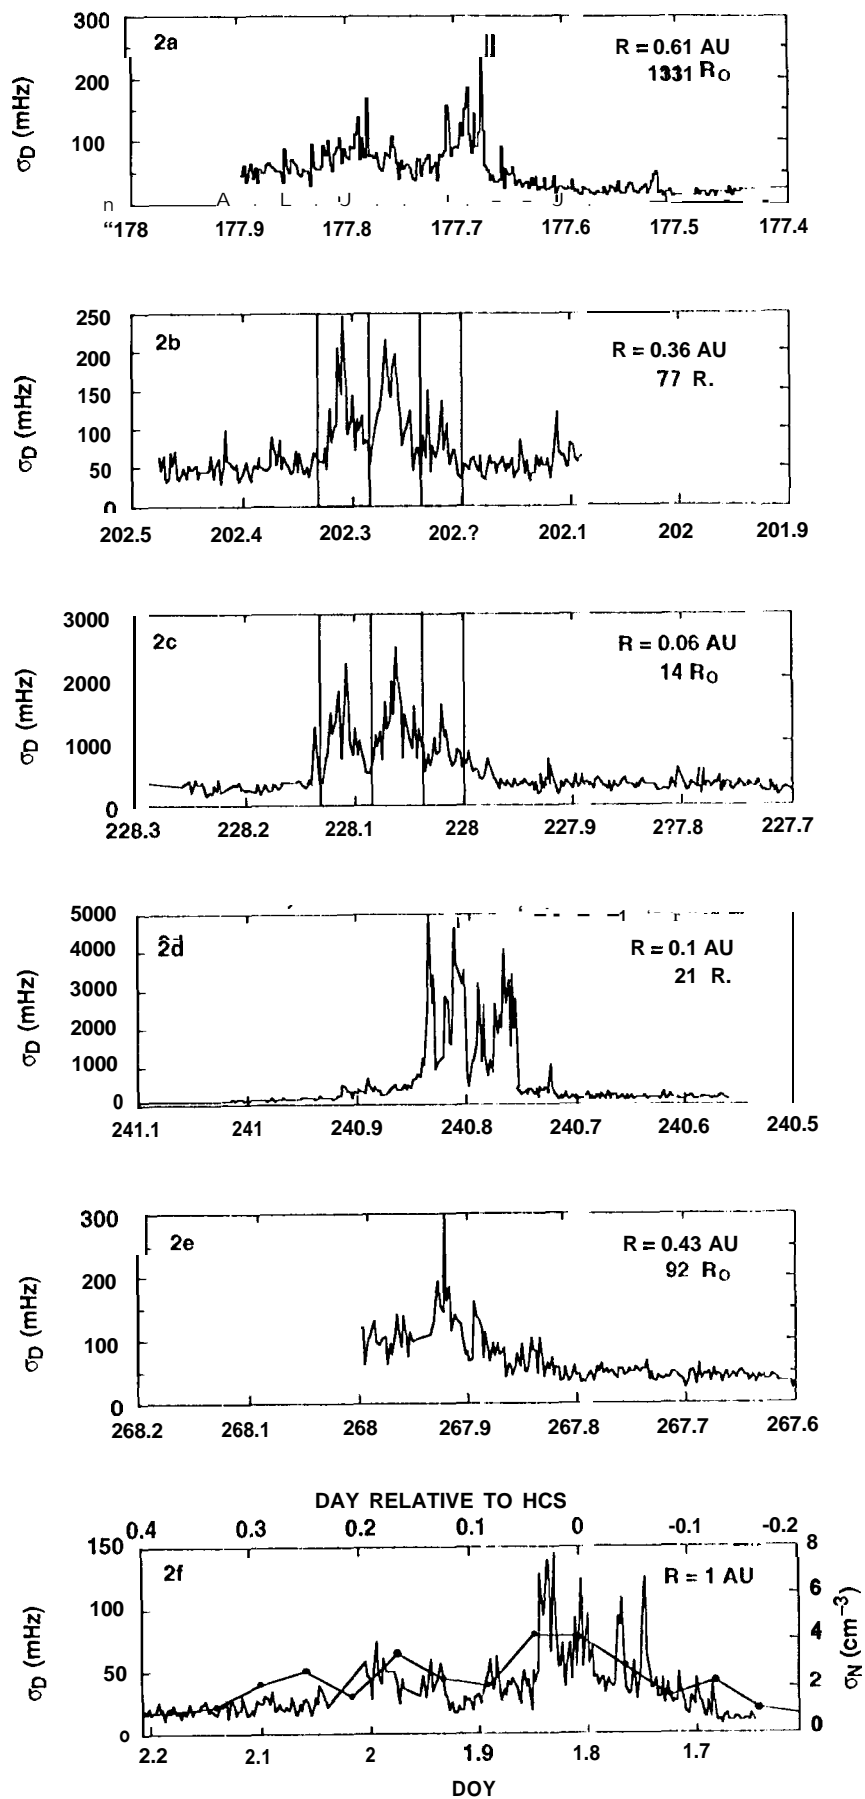 300
2a
R = 0.61 AU
200
σD (mHz)
100
n
“178 177.9 177.8 177.7 177.6 177.5 177.4
250
2b
R = 0.36 AU
77 R.
200
150
σD (mHz)
100
50
0
202.5 202.4 202.3 202.? 202.1 202 201.9
3000
2c
R = 0.06 AU
14 RO
2000
σD (mHz)
1000
0
228.3 228.2 228.1 228 227.9 2?7.8 227.7
5000
2d
R = 0.1 AU
21 R.
4000
3000
σD (mHz)
2000
1000
0
241.1 241 240.9 240.8 240.7 240.6 240.5
300
2e
R = 0.43 AU
92 RO
200
σD (mHz)
100
0
268.2 268.1 268 267.9 267.8 267.7 267.6
DAY RELATIVE TO HCS
0.4 0.3 0.2 0.1 0 -0.1 -0.2
150 8
2f
R = 1 AU
6
100
σD (mHz)
4
σN (cm−3)
50
2
0 0
2.2 2.1 2 1.9 1.8 1.7
DOY